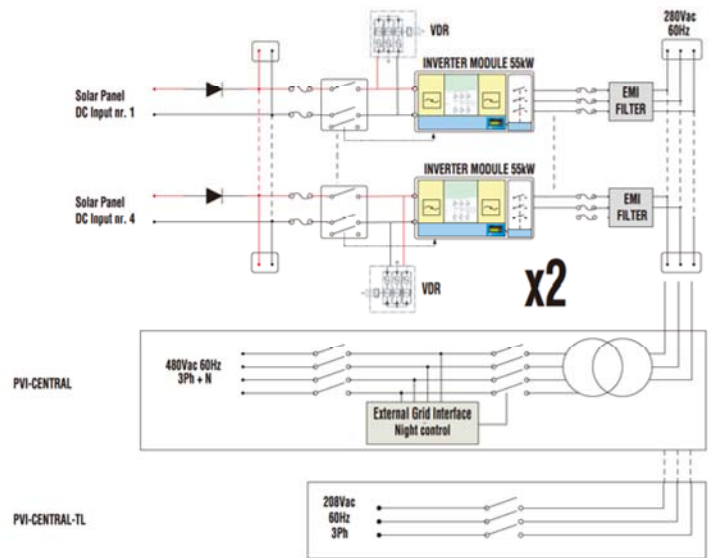 280Vac
60Hz
VDR
INVERTER MODULE 55kW
Solar Panel
DC Input nr. 1
EMI
FILTER
INVERTER MODULE 55kW
Solar Panel
DC Input nr. 4
EMI
FILTER
VDR
x2
480Vac 60Hz
3Ph + N
PVI-CENTRAL
External Grid Interface
Night control
208Vac
60Hz
3Ph
PVI-CENTRAL-TL